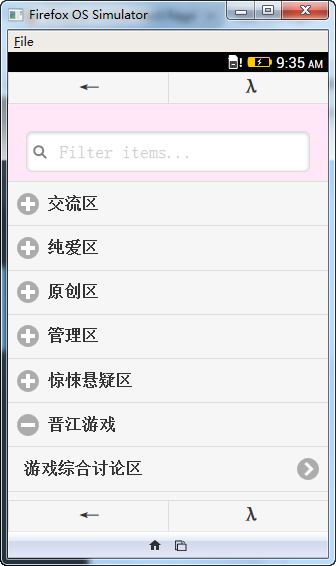 Firefox OS Simulator
File
9:35 AM
← λ
Filter items...
交流区
纯爱区
原创区
管理区
惊悚悬疑区
晋江游戏
游戏综合讨论区
← λ